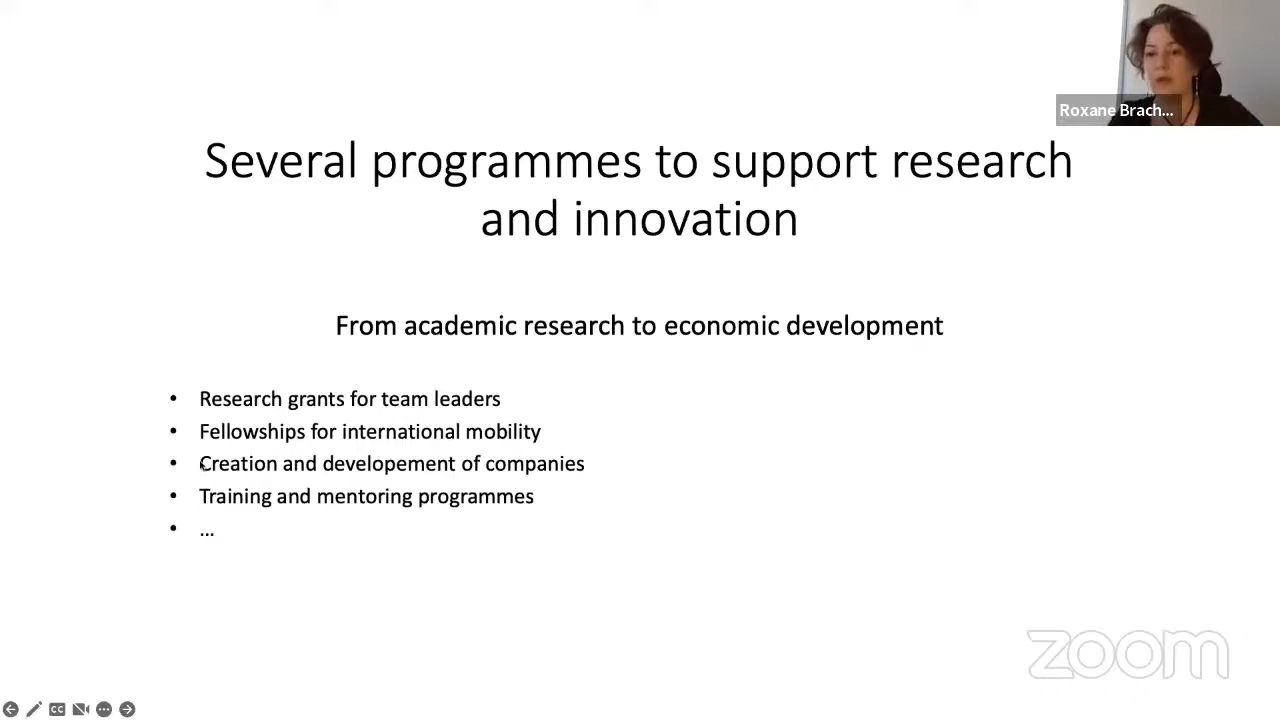 Roxane Brach...
Several programmes to support research
and innovation
From academic research to economic development
• Research grants for team leaders
• Fellowships for international mobility
• Creation and developement of companies
• Training and mentoring programmes
• ...
zoom
CC